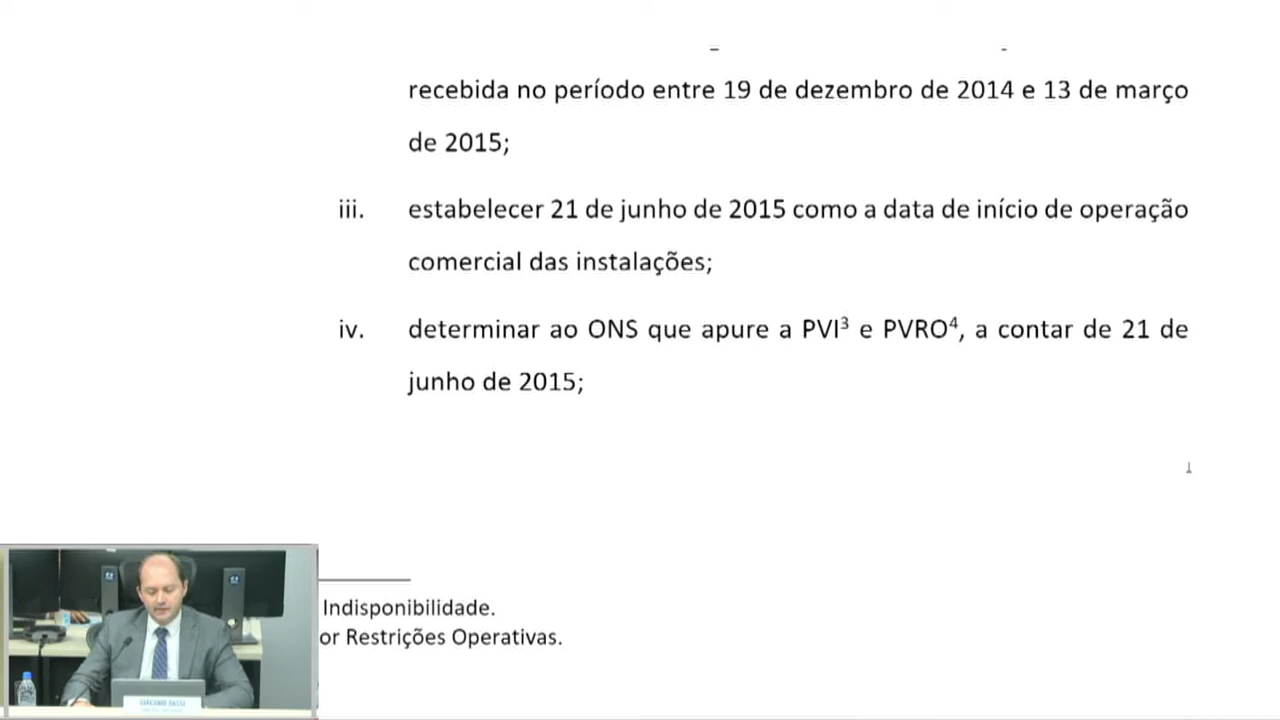 recebida no período entre 19 de dezembro de 2014 e 13 de março
de 2015;
iii. estabelecer 21 de junho de 2015 como a data de início de operação
comercial das instalações;
iv. determinar ao ONS que apure a PVI³ e PVRO⁴, a contar de 21 de
junho de 2015;
Indisponibilidade.
or Restrições Operativas.